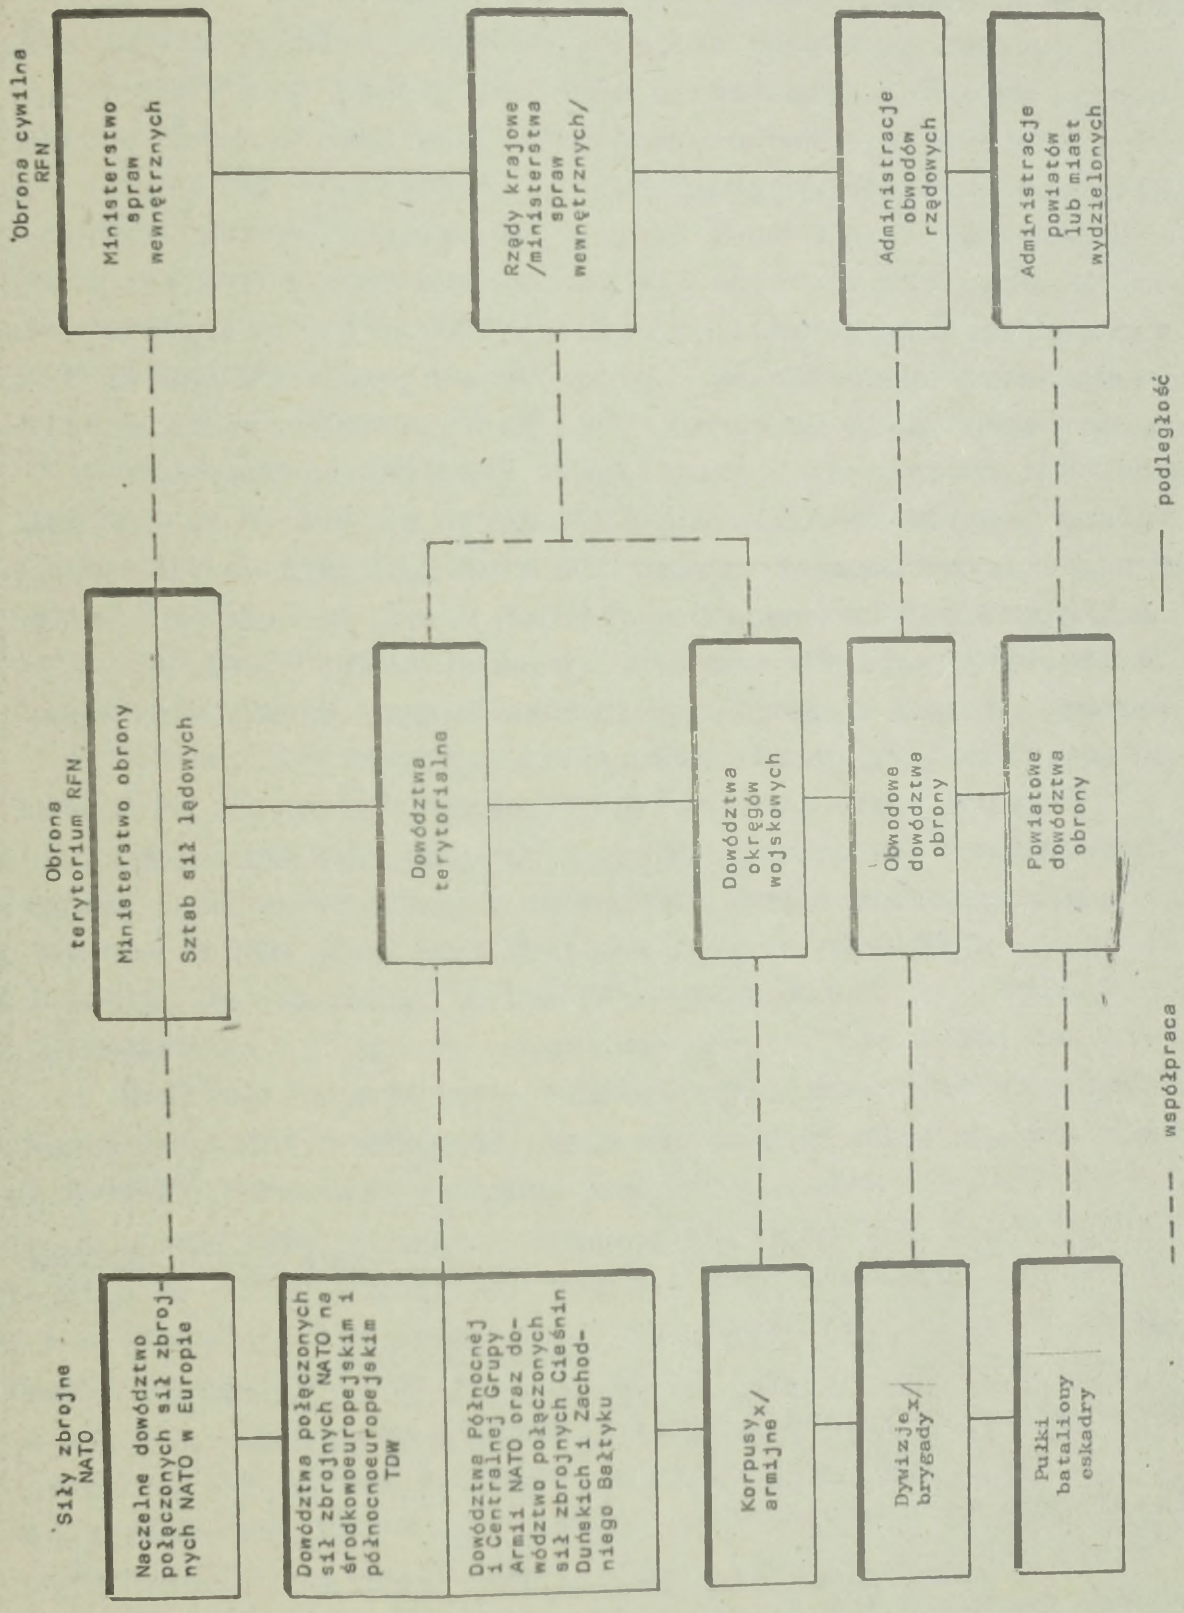 Siły zbrojne
NATO
Naczelne dowództwo
połączonych sił zbroj-
nych NATO w Europie
Dowództwa połączonych
sił zbrojnych NATO na
środkowoeuropejskim i
północnoeuropejskim
TDW
Dowództwa Północnej
i Centralnej Grupy
Armii NATO oraz do-
wództwo połączonych
sił zbrojnych Cieśnin
Duńskich i Zachod-
niego Bałtyku
Korpusy x/
armijne
Dywizje x/
brygady
Pułki
bataliony
eskadry
Obrona
terytorium RFN
Ministerstwo obrony
Sztab sił lądowych
Dowództwa
terytorialne
Dowództwa
okręgów
wojskowych
Obwodowe
dowództwa
obrony
Powiatowe
dowództwa
obrony
Obrona cywilna
RFN
Ministerstwo
spraw
wewnętrznych
Rządy krajowe
/ministerstwa
spraw
wewnętrznych/
Administracje
obwodów
rządowych
Administracje
powiatów
lub miast
wydzielonych
---- współpraca
—— podległość